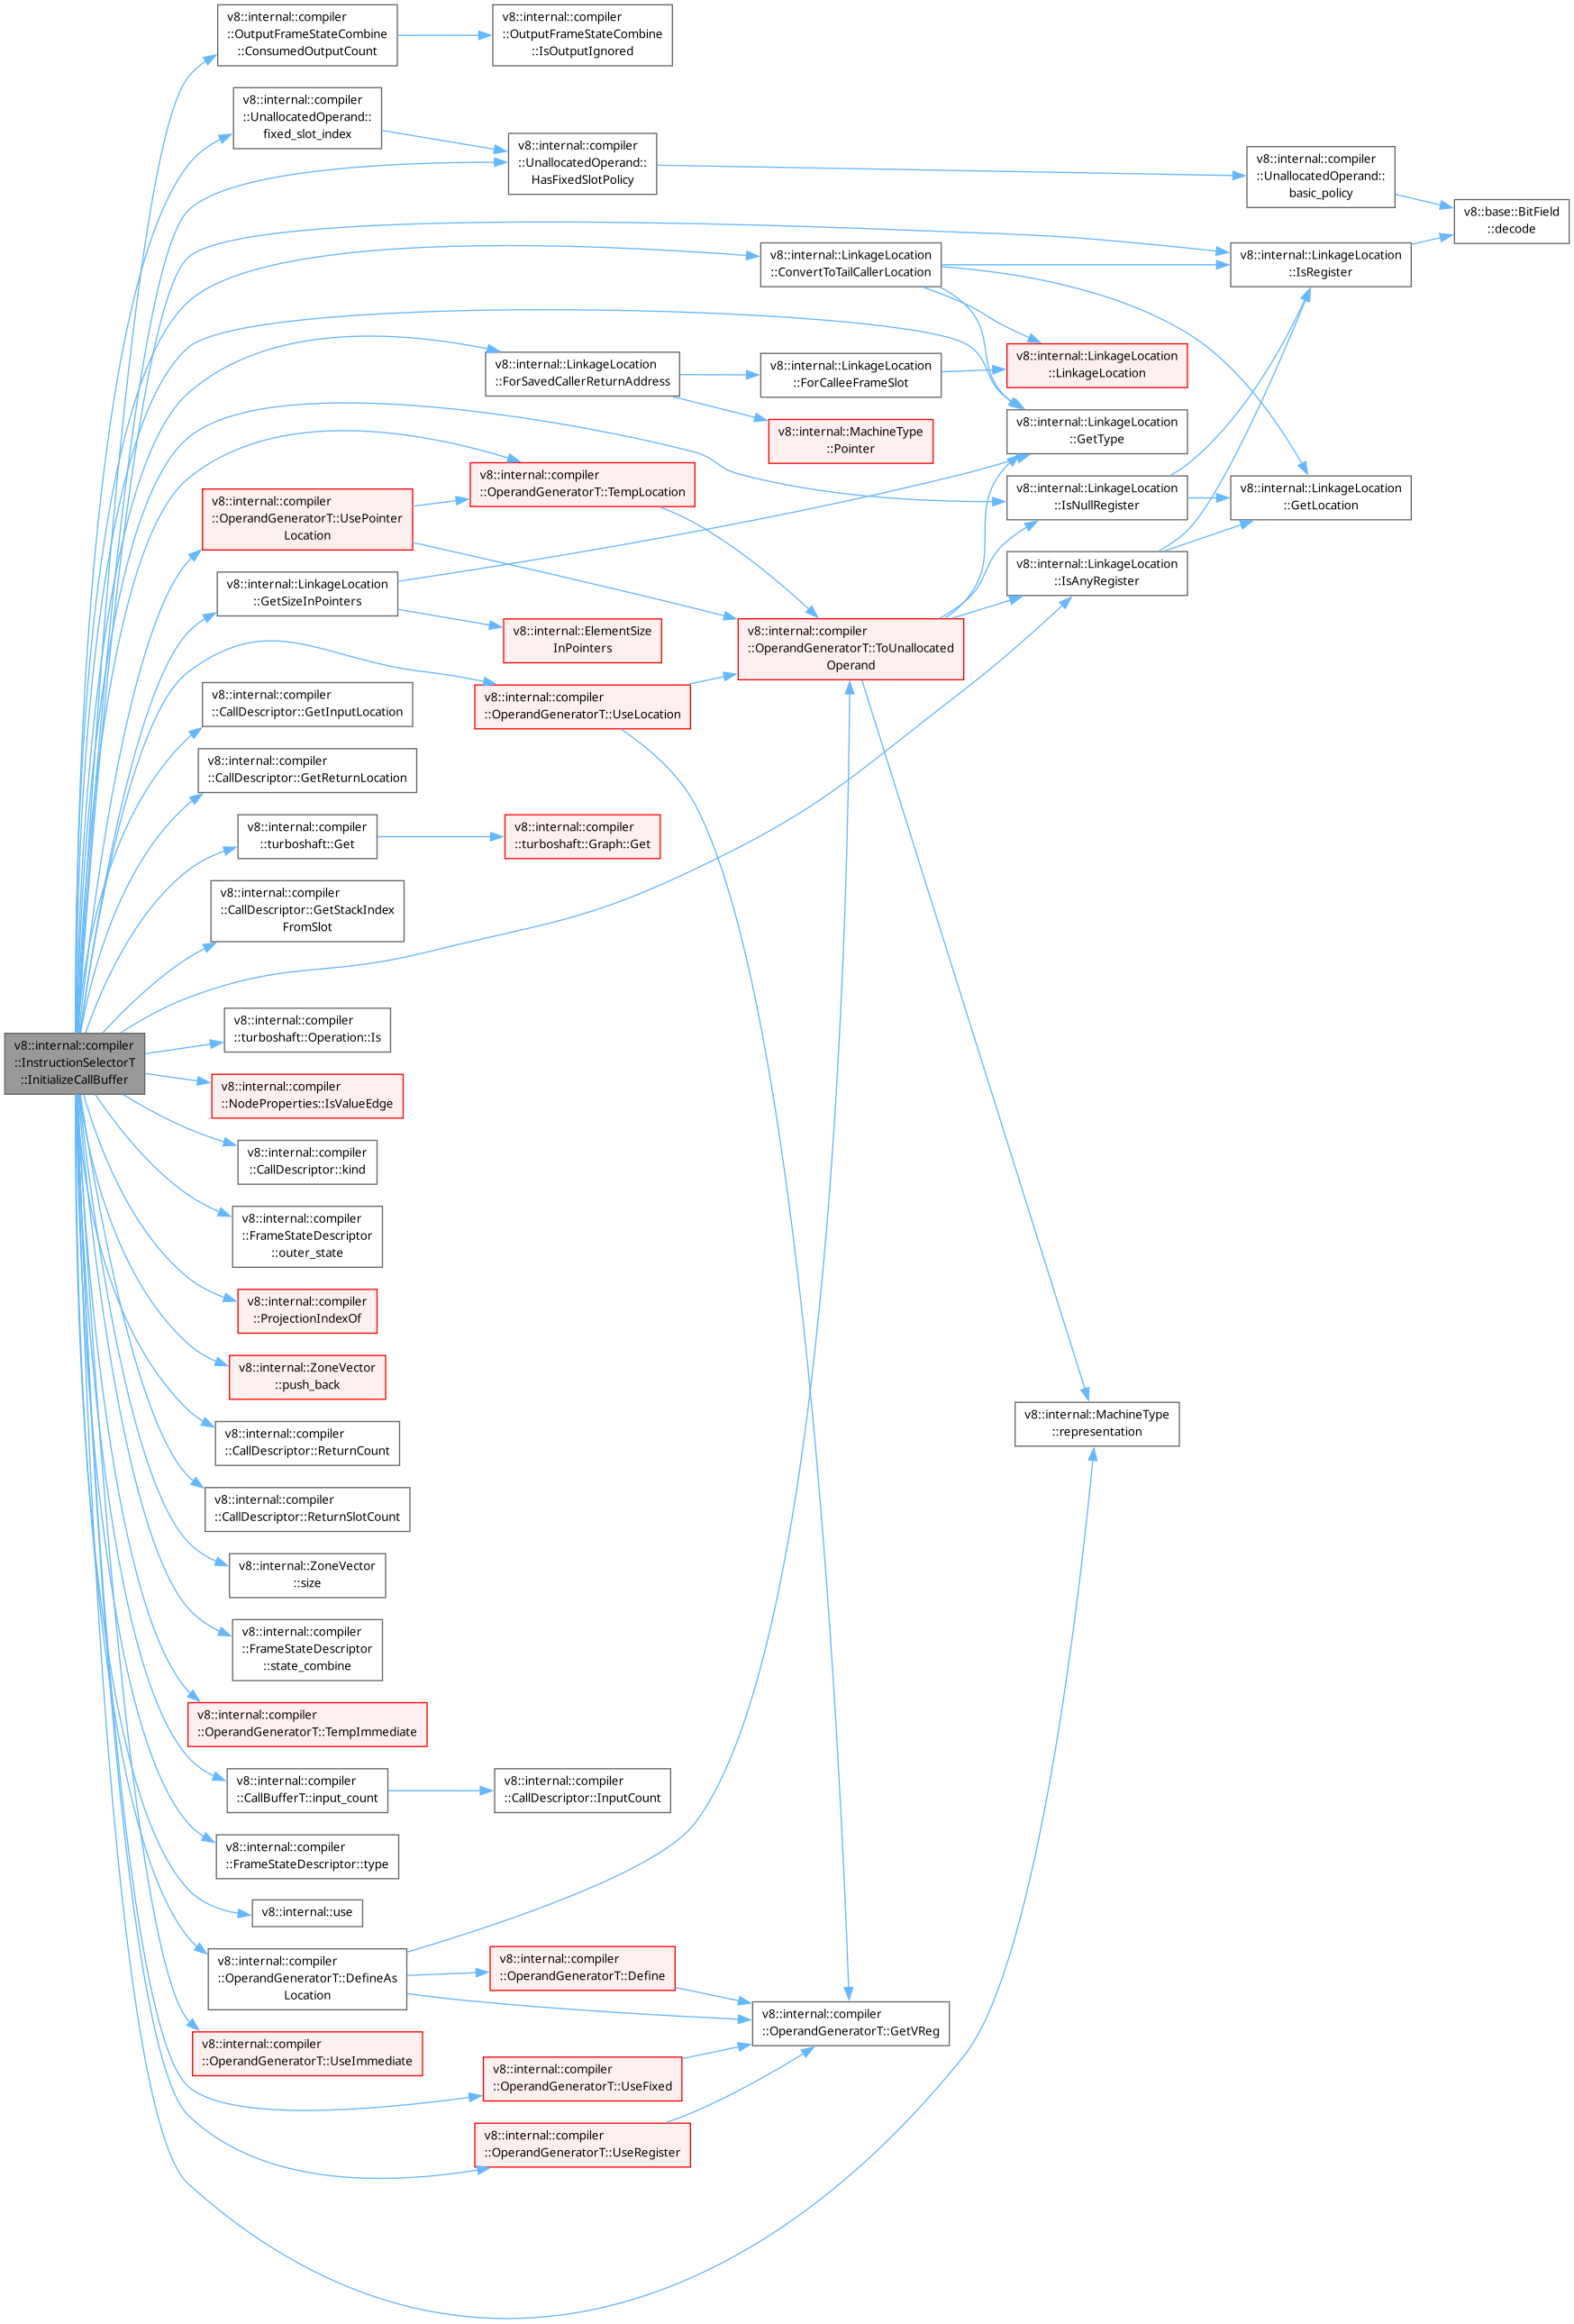 v8::internal::compiler
::OutputFrameStateCombine
::ConsumedOutputCount
v8::internal::compiler
::OutputFrameStateCombine
::IsOutputIgnored
v8::internal::compiler
::UnallocatedOperand::
fixed_slot_index
v8::internal::compiler
::UnallocatedOperand::
HasFixedSlotPolicy
v8::internal::compiler
::UnallocatedOperand::
basic_policy
v8::base::BitField
::decode
v8::internal::LinkageLocation
::ConvertToTailCallerLocation
v8::internal::LinkageLocation
::IsRegister
v8::internal::LinkageLocation
::ForSavedCallerReturnAddress
v8::internal::LinkageLocation
::ForCalleeFrameSlot
v8::internal::LinkageLocation
::LinkageLocation
v8::internal::MachineType
::Pointer
v8::internal::LinkageLocation
::GetType
v8::internal::compiler
::OperandGeneratorT::TempLocation
v8::internal::LinkageLocation
::IsNullRegister
v8::internal::LinkageLocation
::GetLocation
v8::internal::compiler
::OperandGeneratorT::UsePointer
Location
v8::internal::LinkageLocation
::IsAnyRegister
v8::internal::LinkageLocation
::GetSizeInPointers
v8::internal::ElementSize
InPointers
v8::internal::compiler
::OperandGeneratorT::ToUnallocated
Operand
v8::internal::compiler
::CallDescriptor::GetInputLocation
v8::internal::compiler
::OperandGeneratorT::UseLocation
v8::internal::compiler
::CallDescriptor::GetReturnLocation
v8::internal::compiler
::turboshaft::Get
v8::internal::compiler
::turboshaft::Graph::Get
v8::internal::compiler
::CallDescriptor::GetStackIndex
FromSlot
v8::internal::compiler
::InstructionSelectorT
::InitializeCallBuffer
v8::internal::compiler
::turboshaft::Operation::Is
v8::internal::compiler
::NodeProperties::IsValueEdge
v8::internal::compiler
::CallDescriptor::kind
v8::internal::compiler
::FrameStateDescriptor
::outer_state
v8::internal::compiler
::ProjectionIndexOf
v8::internal::ZoneVector
::push_back
v8::internal::compiler
::CallDescriptor::ReturnCount
v8::internal::MachineType
::representation
v8::internal::compiler
::CallDescriptor::ReturnSlotCount
v8::internal::ZoneVector
::size
v8::internal::compiler
::FrameStateDescriptor
::state_combine
v8::internal::compiler
::OperandGeneratorT::TempImmediate
v8::internal::compiler
::CallBufferT::input_count
v8::internal::compiler
::CallDescriptor::InputCount
v8::internal::compiler
::FrameStateDescriptor::type
v8::internal::use
v8::internal::compiler
::OperandGeneratorT::DefineAs
Location
v8::internal::compiler
::OperandGeneratorT::Define
v8::internal::compiler
::OperandGeneratorT::GetVReg
v8::internal::compiler
::OperandGeneratorT::UseImmediate
v8::internal::compiler
::OperandGeneratorT::UseFixed
v8::internal::compiler
::OperandGeneratorT::UseRegister